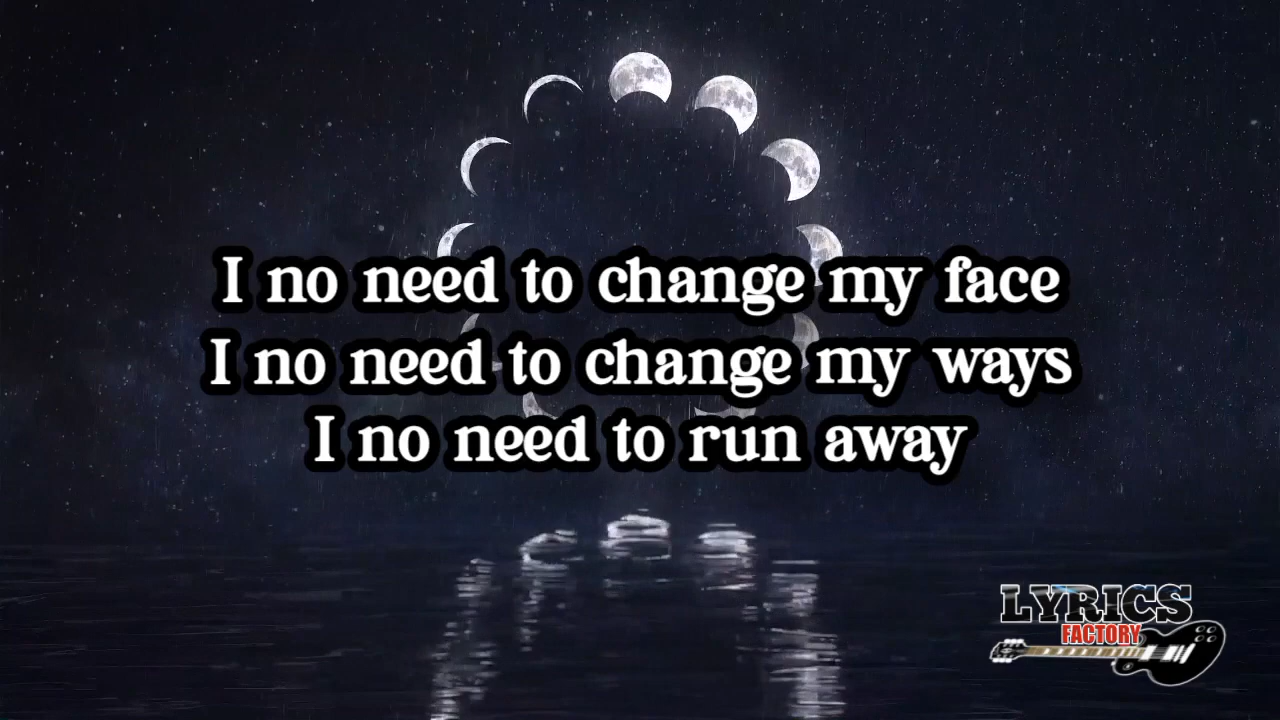 I no need to change my face
I no need to change my ways
I no need to run away
LYRICS
FACTORY